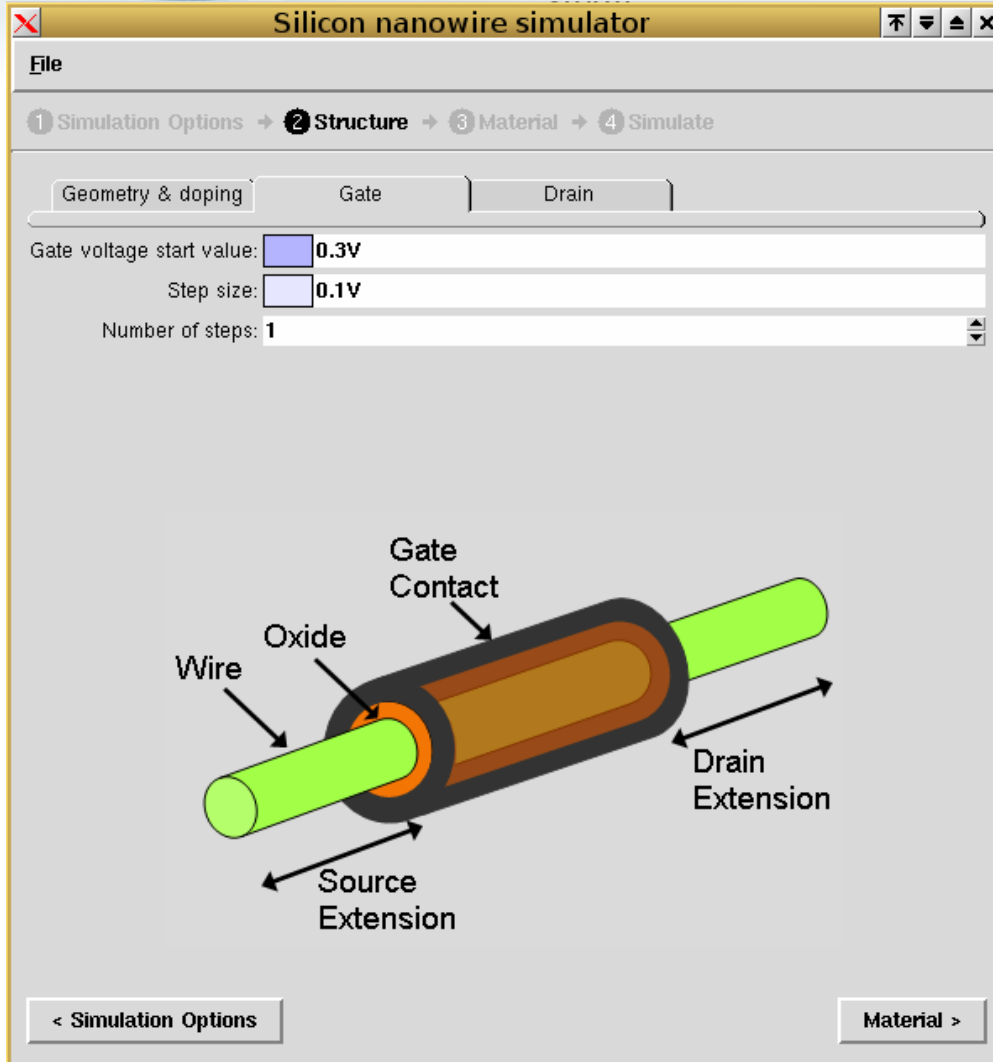 Silicon nanowire simulator
File
1 Simulation Options → 2 Structure → 3 Material → 4 Simulate
Geometry & doping Gate Drain
Gate voltage start value: 0.3V
Step size: 0.1V
Number of steps: 1
Gate
Contact
Oxide
Wire
Drain
Extension
Source
Extension
< Simulation Options Material >